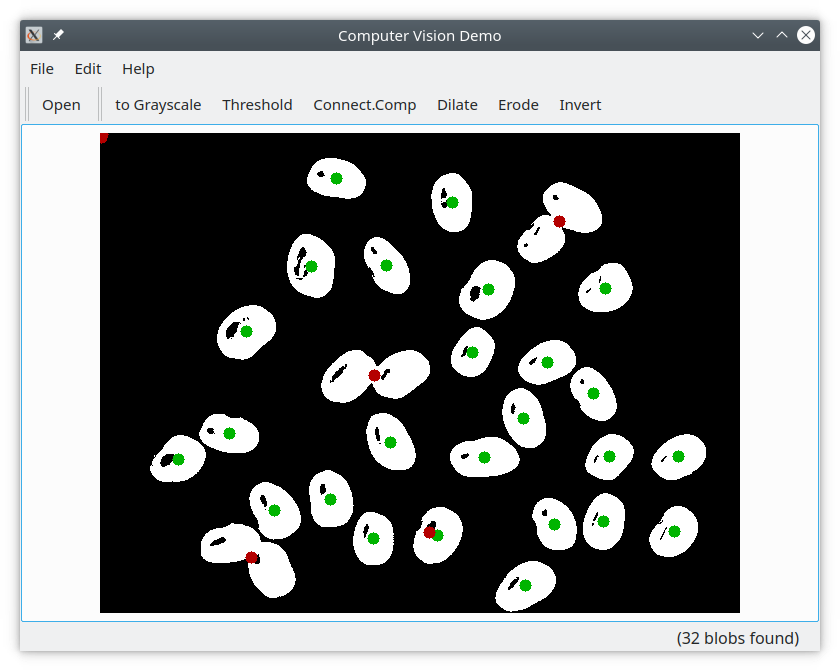 Computer Vision Demo
File Edit Help
Open to Grayscale Threshold Connect.Comp Dilate Erode Invert
(32 blobs found)